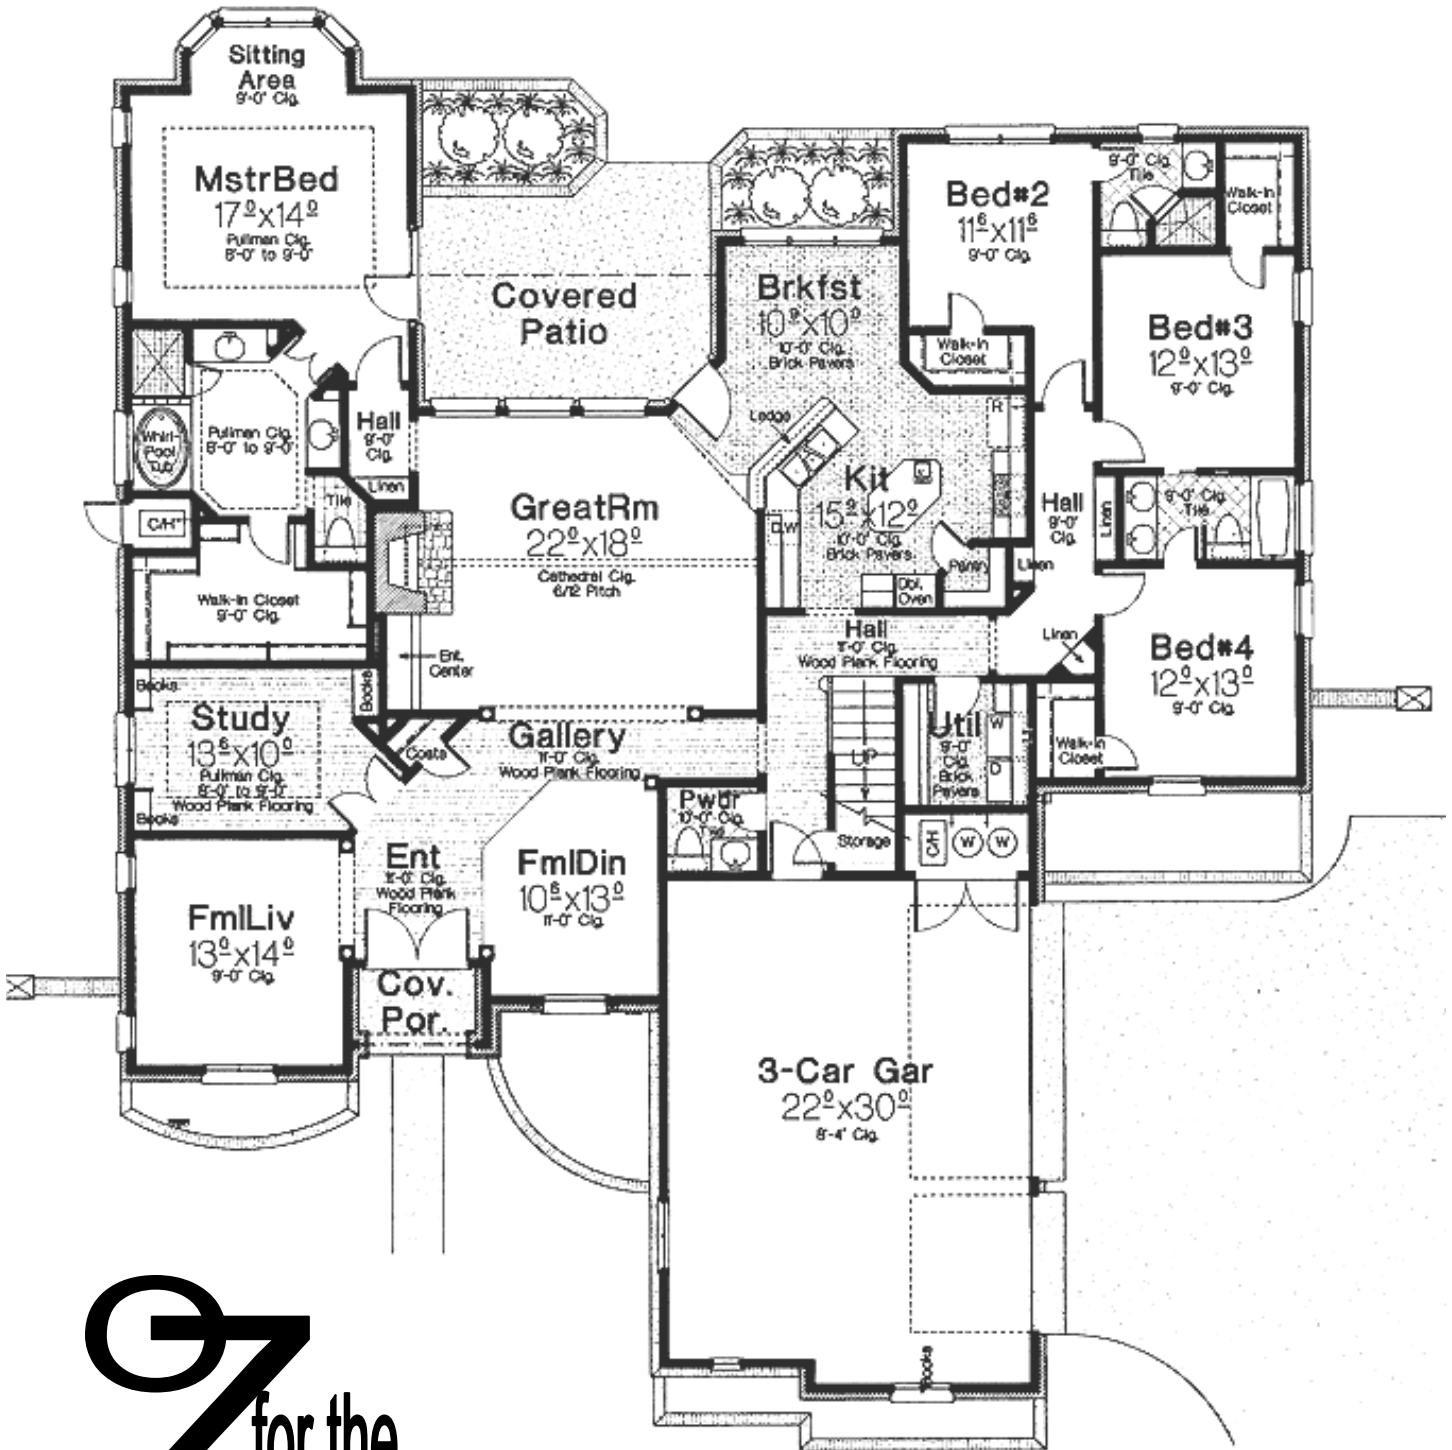 Sitting
Area
9'-0" Clg.
MstrBed
17⁰x14⁰
Pullman Clg.
8'-0" to 9'-0"
Covered
Patio
Brkfst
10⁹x10⁰
10'-0" Clg.
Brick Pavers
Bed#2
11⁶x11⁶
9'-0" Clg.
9'-0" Clg.
Tile
Walk-In
Closet
Walk-In
Closet
Bed#3
12⁰x13⁰
9'-0" Clg.
Whirl-
Pool
Tub
Pullman Clg.
8'-0" to 9'-0"
Hall
9'-0"
Clg.
Linen
Tile
C/H
Walk-In Closet
9'-0" Clg.
GreatRm
22⁰x18⁰
Cathedral Clg.
6/12 Pitch
Ent.
Center
Ledge
R
Kit
15²x12⁰
10'-0" Clg.
Brick Pavers
D.W.
Pantry
Dbl.
Oven
Hall
9'-0"
Clg.
Linen
Linen
9'-0" Clg.
Tile
Hall
11'-0" Clg.
Wood Plank Flooring
Linen
Bed#4
12⁰x13⁰
9'-0" Clg.
Walk-In
Closet
Books
Books
Study
13⁶x10⁰
Pullman Clg.
8'-0" to 9'-0"
Wood Plank Flooring
Books
Coats
Gallery
11'-0" Clg.
Wood Plank Flooring
UP
Util
9'-0"
Clg.
Brick
Pavers
W
D
Pwdr
10'-0" Clg.
Tile
Storage
C/H
W
W
Ent
11'-0" Clg.
Wood Plank
Flooring
FmlDin
10⁶x13⁰
11'-0" Clg.
FmlLiv
13⁰x14⁰
9'-0" Clg.
Cov.
Por.
3-Car Gar
22⁰x30⁰
8'-4" Clg.
OZ
for the